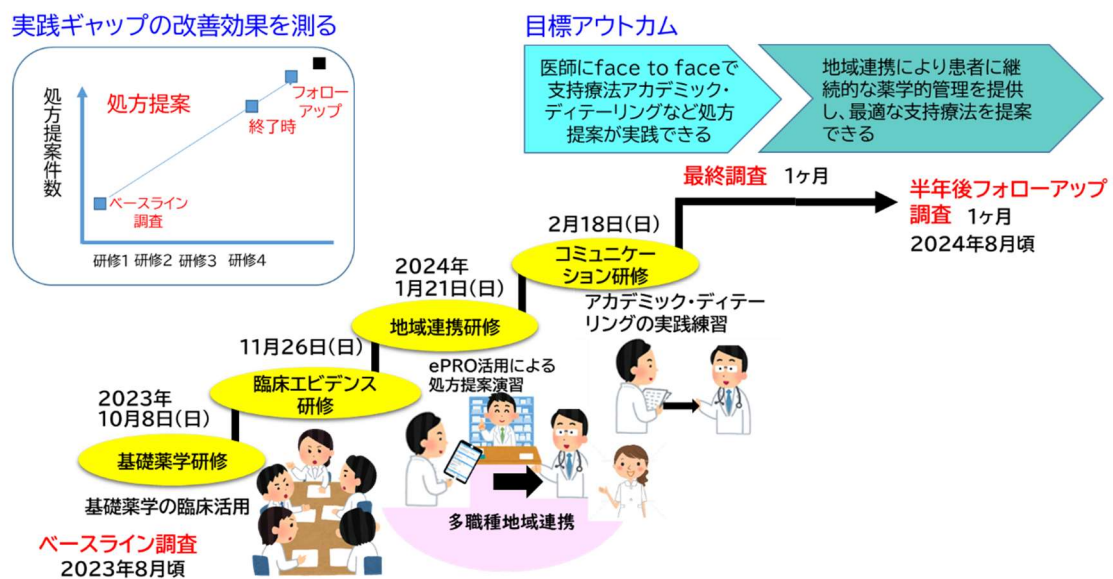 実践ギャップの改善効果を測る
処方提案件数
処方提案
ベースライン
調査
終了時
フォロー
アップ
研修1 研修2 研修3 研修4
目標アウトカム
医師にface to faceで
支持療法アカデミック・
ディテーリングなど処方
提案が実践できる
地域連携により患者に継
続的な薬学的管理を提供
し、最適な支持療法を提案
できる
最終調査 1ヶ月
半年後フォローアップ
調査 1ヶ月
2024年8月頃
2月18日(日)
コミュニケー
ション研修
アカデミック・ディテー
リングの実践練習
2024年
1月21日(日)
地域連携研修
ePRO活用による
処方提案演習
多職種地域連携
11月26日(日)
臨床エビデンス
研修
2023年
10月8日(日)
基礎薬学研修
基礎薬学の臨床活用
ベースライン調査
2023年8月頃